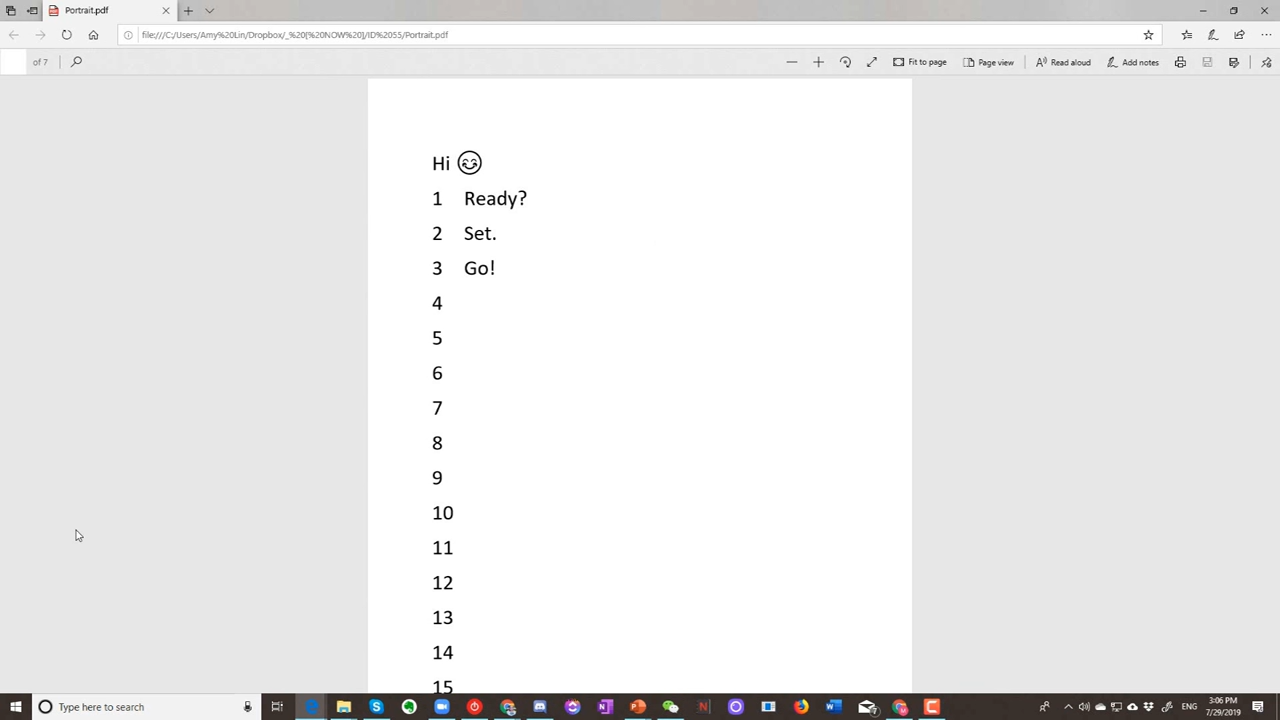 Portrait.pdf
file:///C:/Users/Amy%20Lin/Dropbox/_%20[%20NOW%20]/ID%2055/Portrait.pdf
of 7
Fit to page
Page view
Read aloud
Add notes
Hi
1 Ready?
2 Set.
3 Go!
4
5
6
7
8
9
10
11
12
13
14
15
Type here to search
ENG
3:06 PM
7/29/2019